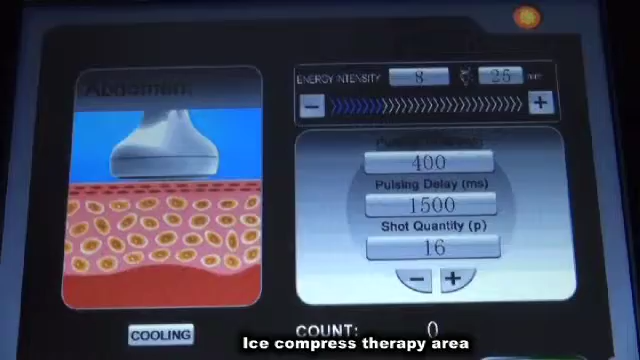 Abdomen
ENERGY INTENSITY 8 25 mm
− +
400
Pulsing Delay (ms)
1500
Shot Quantity (p)
16
− +
COOLING
COUNT: 0
Ice compress therapy area